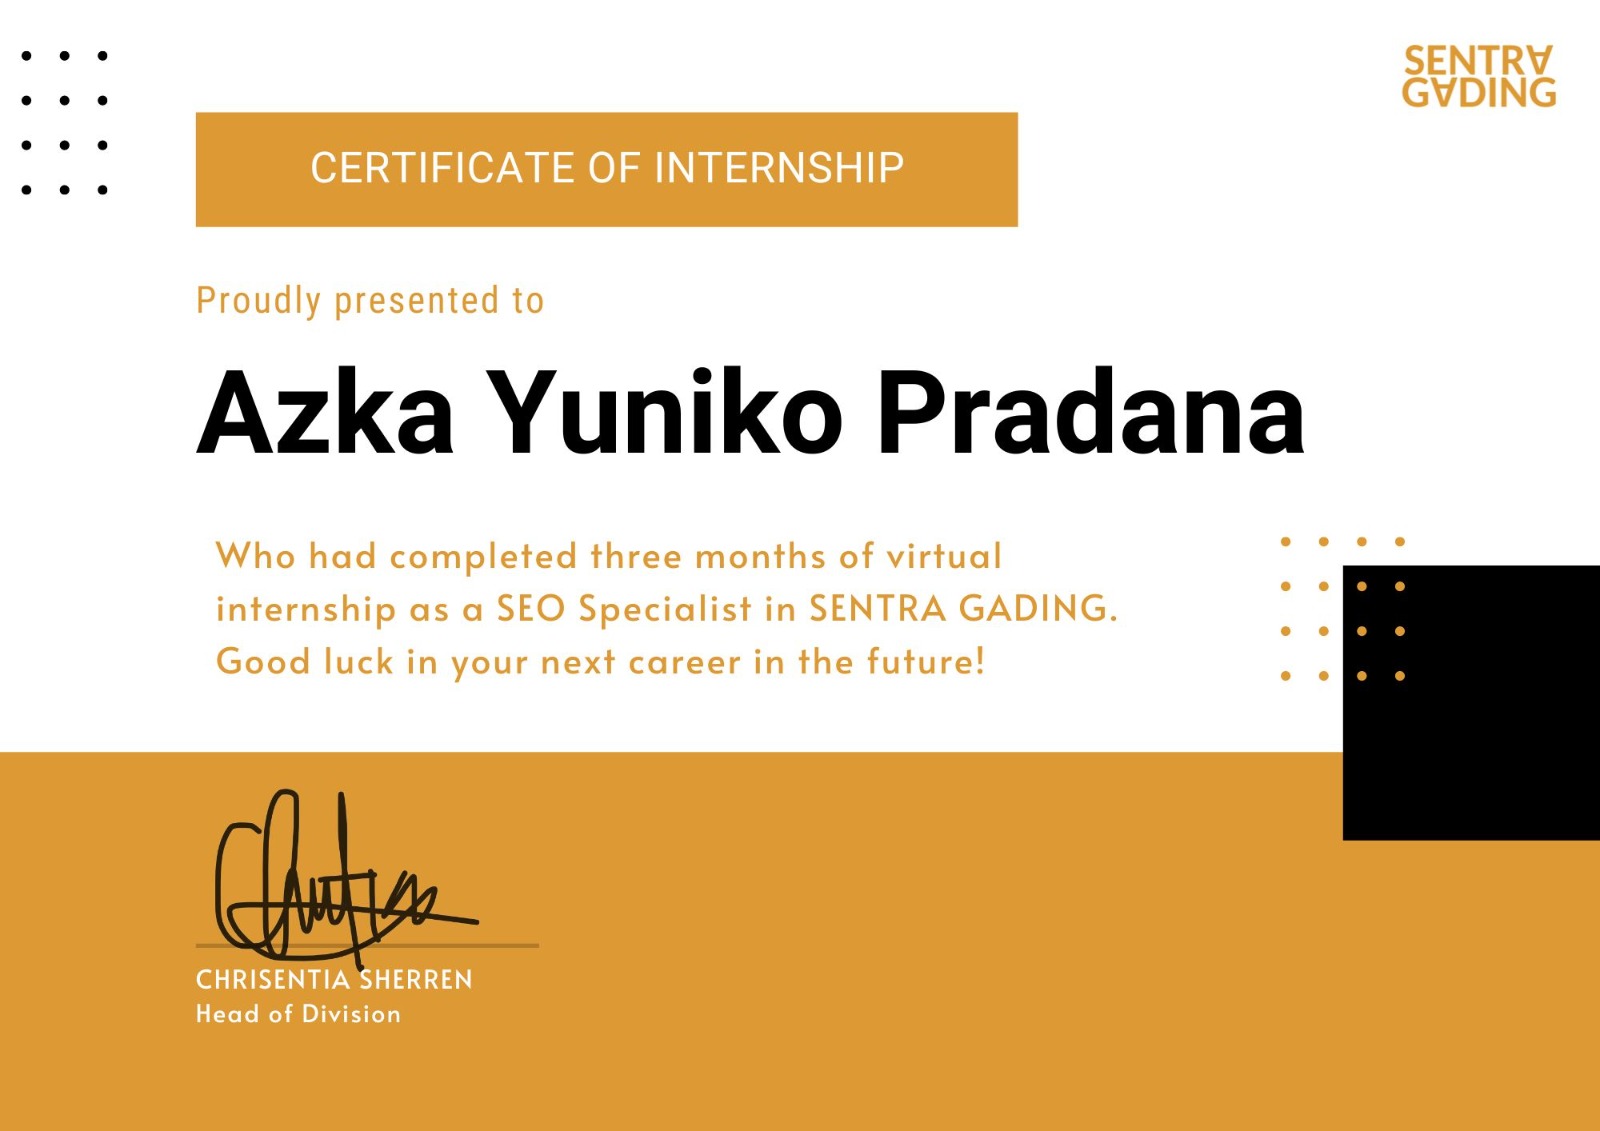 SENTRA
GADING
CERTIFICATE OF INTERNSHIP
Proudly presented to
Azka Yuniko Pradana
Who had completed three months of virtual
internship as a SEO Specialist in SENTRA GADING.
Good luck in your next career in the future!
CHRISENTIA SHERREN
Head of Division